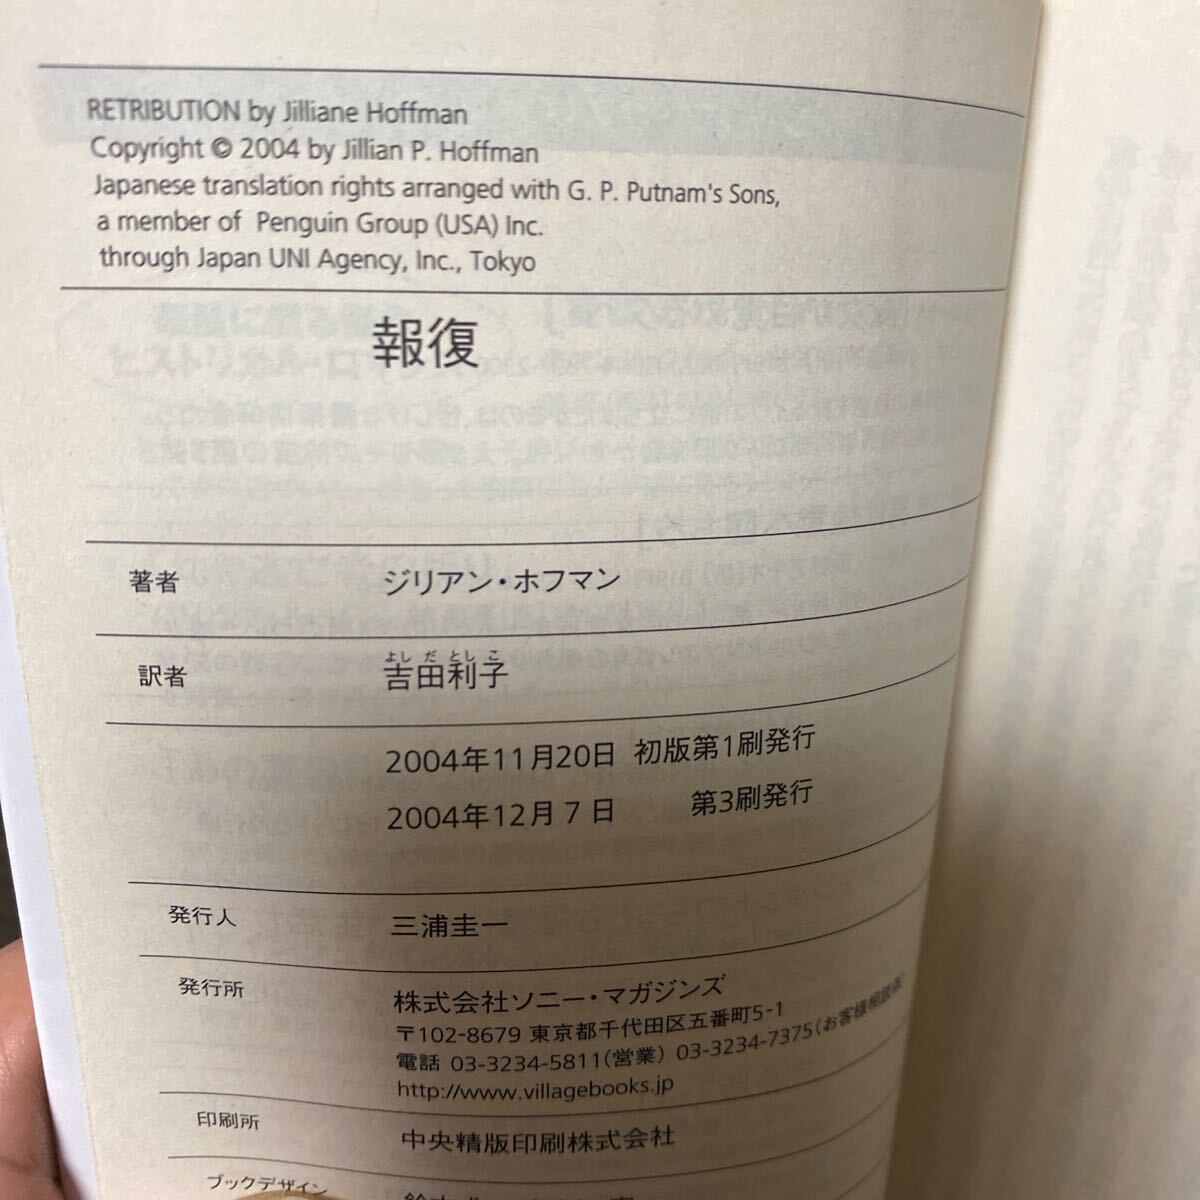 RETRIBUTION by Jilliane Hoffman
Copyright © 2004 by Jillian P. Hoffman
Japanese translation rights arranged with G. P. Putnam's Sons,
a member of Penguin Group (USA) Inc.
through Japan UNI Agency, Inc., Tokyo
報復
著者 ジリアン・ホフマン
よしだとしこ
訳者 吉田利子
2004年11月20日 初版第1刷発行
2004年12月7日 第3刷発行
発行人 三浦圭一
発行所 株式会社ソニー・マガジンズ
〒102-8679 東京都千代田区五番町5-1
電話 03-3234-5811(営業) 03-3234-7375(お客様相談係)
http://www.villagebooks.jp
印刷所 中央精版印刷株式会社
ブックデザイン